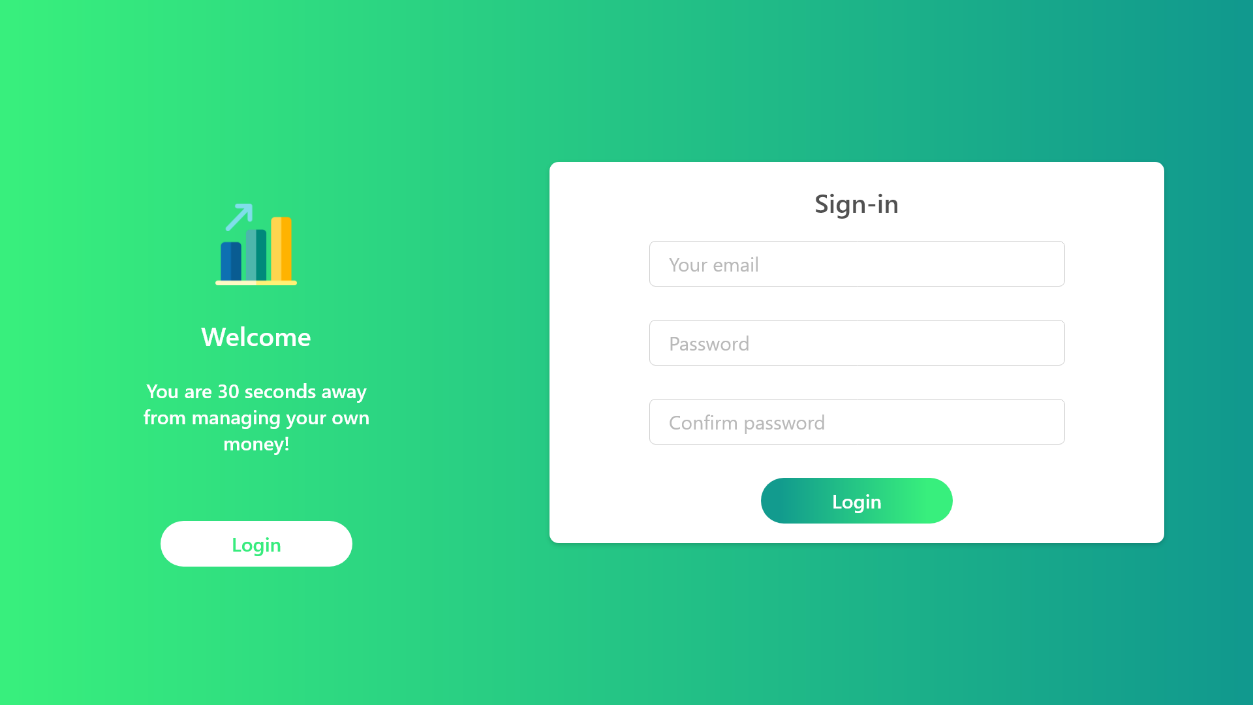 Welcome
You are 30 seconds away
from managing your own
money!
Login
Sign-in
Your email
Password
Confirm password
Login